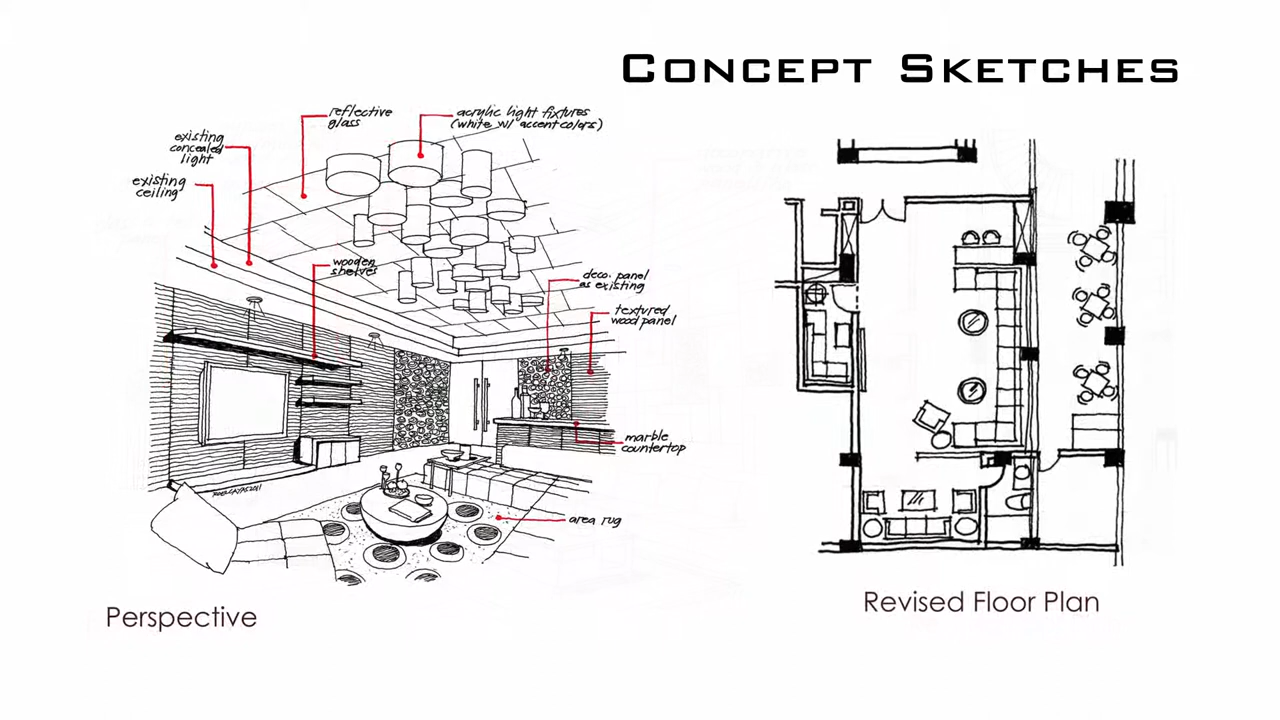 CONCEPT SKETCHES
reflective
glass
acrylic light fixtures
(white w/ accent colors)
existing
concealed
light
existing
ceiling
wooden
shelves
deco. panel
as existing
textured
wood panel
marble
countertop
area rug
Perspective
Revised Floor Plan